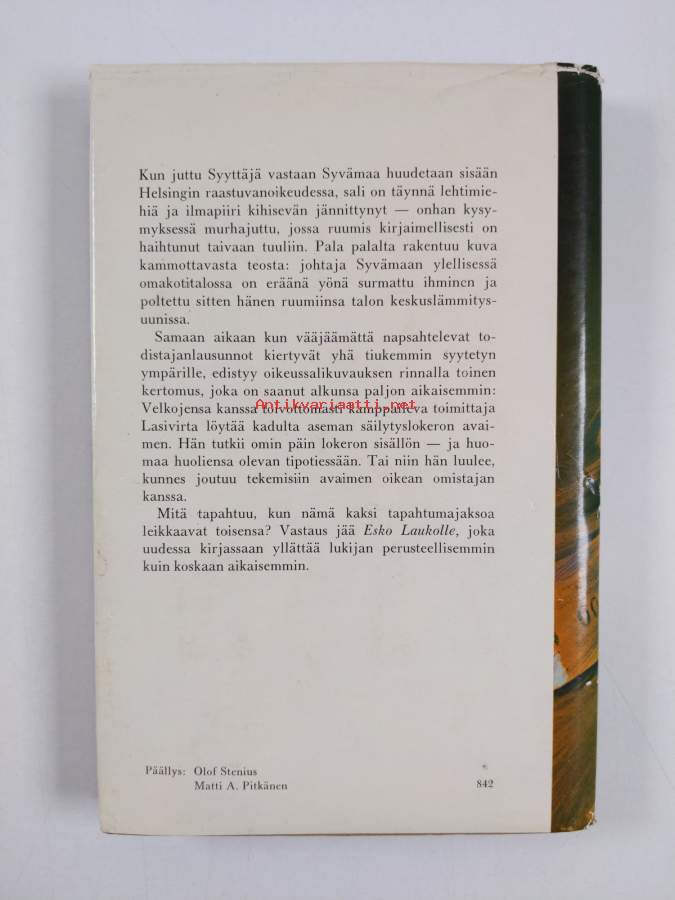 Kun juttu Syyttäjä vastaan Syvämaa huudetaan sisään
Helsingin raastuvanoikeudessa, sali on täynnä lehtimie-
hiä ja ilmapiiri kihisevän jännittynyt — onhan kysy-
myksessä murhajuttu, jossa ruumis kirjaimellisesti on
haihtunut taivaan tuuliin. Pala palalta rakentuu kuva
kammottavasta teosta: johtaja Syvämaan ylellisessä
omakotitalossa on eräänä yönä surmattu ihminen ja
poltettu sitten hänen ruumiinsa talon keskuslämmitys-
uunissa.
Samaan aikaan kun vääjäämättä napsahtelevat to-
distajanlausunnot kiertyvät yhä tiukemmin syytetyn
ympärille, edistyy oikeussalikuvauksen rinnalla toinen
kertomus, joka on saanut alkunsa paljon aikaisemmin:
Velkojensa kanssa toivottomasti kamppaileva toimittaja
Antikvariaatti.net
Lasivirta löytää kadulta aseman säilytyslokeron avai-
men. Hän tutkii omin päin lokeron sisällön — ja huo-
maa huoliensa olevan tipotiessään. Tai niin hän luulee,
kunnes joutuu tekemisiin avaimen oikean omistajan
kanssa.
Mitä tapahtuu, kun nämä kaksi tapahtumajaksoa
leikkaavat toisensa? Vastaus jää Esko Laukolle, joka
uudessa kirjassaan yllättää lukijan perusteellisemmin
kuin koskaan aikaisemmin.
Päällys: Olof Stenius
Matti A. Pitkänen
842